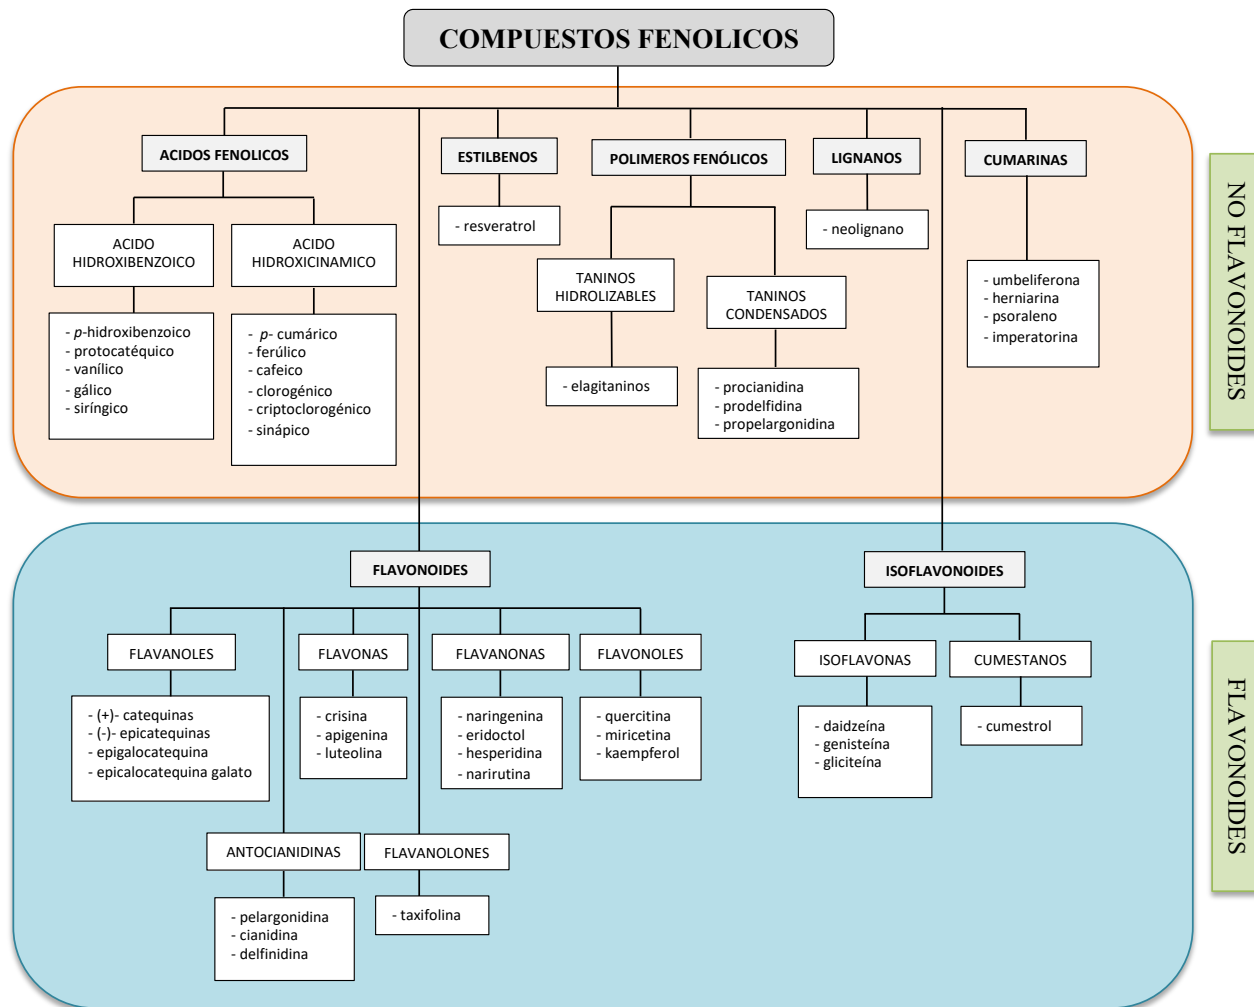 COMPUESTOS FENOLICOS
NO FLAVONOIDES
ACIDOS FENOLICOS
ESTILBENOS
POLIMEROS FENÓLICOS
LIGNANOS
CUMARINAS
- resveratrol
- neolignano
ACIDO
HIDROXIBENZOICO
ACIDO
HIDROXICINAMICO
TANINOS
HIDROLIZABLES
TANINOS
CONDENSADOS
- umbeliferona
- herniarina
- psoraleno
- imperatorina
- p-hidroxibenzoico
- protocatéquico
- vanílico
- gálico
- siríngico
- p- cumárico
- ferúlico
- cafeico
- clorogénico
- criptoclorogénico
- sinápico
- elagitaninos
- procianidina
- prodelfidina
- propelargonidina
FLAVONOIDES
FLAVONOIDES
ISOFLAVONOIDES
FLAVANOLES
FLAVONAS
FLAVANONAS
FLAVONOLES
ISOFLAVONAS
CUMESTANOS
- (+)- catequinas
- (-)- epicatequinas
- epigalocatequina
- epicalocatequina galato
- crisina
- apigenina
- luteolina
- naringenina
- eridoctol
- hesperidina
- narirutina
- quercitina
- miricetina
- kaempferol
- daidzeína
- genisteína
- gliciteína
- cumestrol
ANTOCIANIDINAS
FLAVANOLONES
- pelargonidina
- cianidina
- delfinidina
- taxifolina